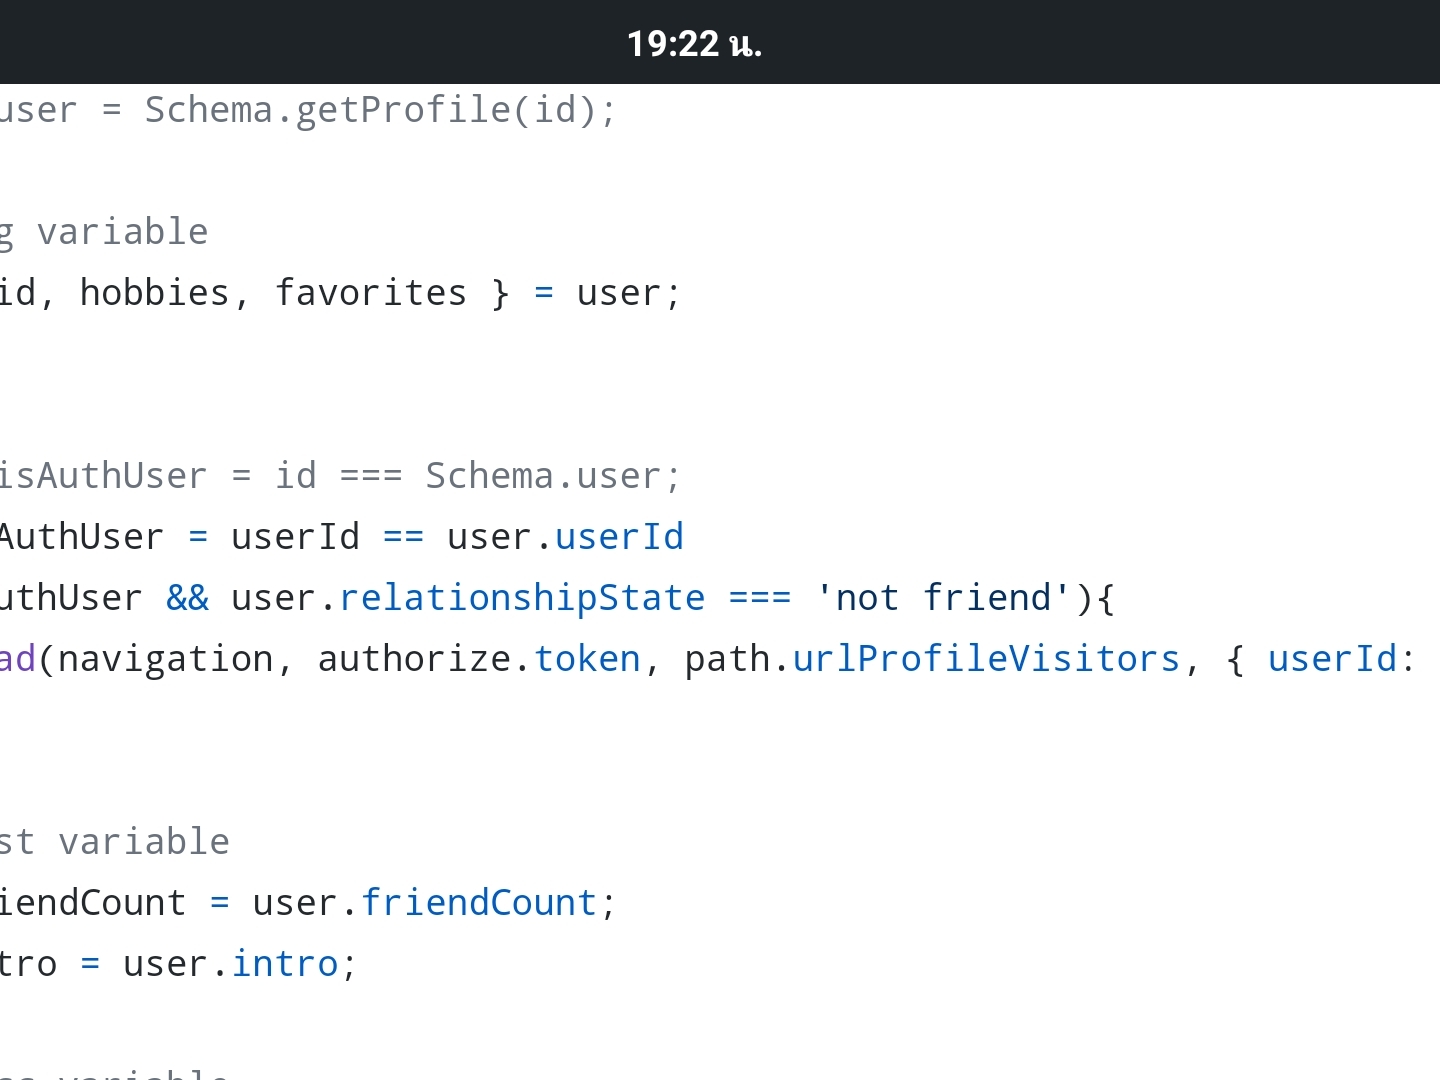 19:22 น.
user = Schema.getProfile(id);
g variable
id, hobbies, favorites } = user;
isAuthUser = id === Schema.user;
AuthUser = userId == user.userId
uthUser && user.relationshipState === 'not friend'){
ad(navigation, authorize.token, path.urlProfileVisitors, { userId:
st variable
iendCount = user.friendCount;
tro = user.intro;
variable